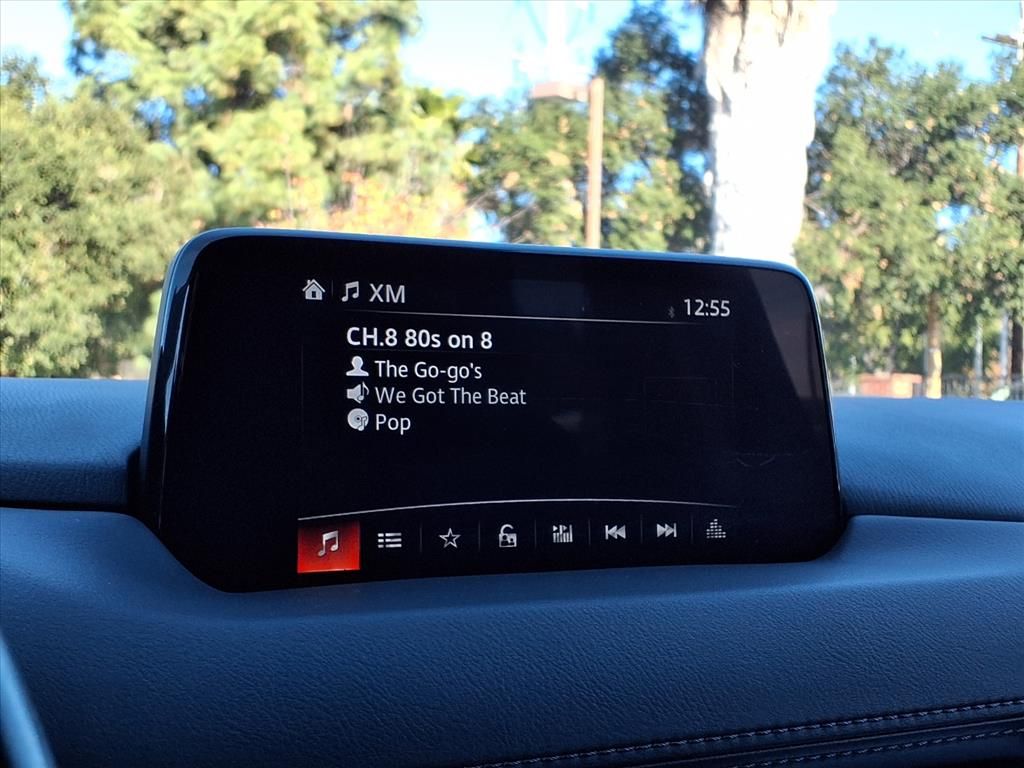 XM
12:55
CH.8 80s on 8
The Go-go's
We Got The Beat
Pop